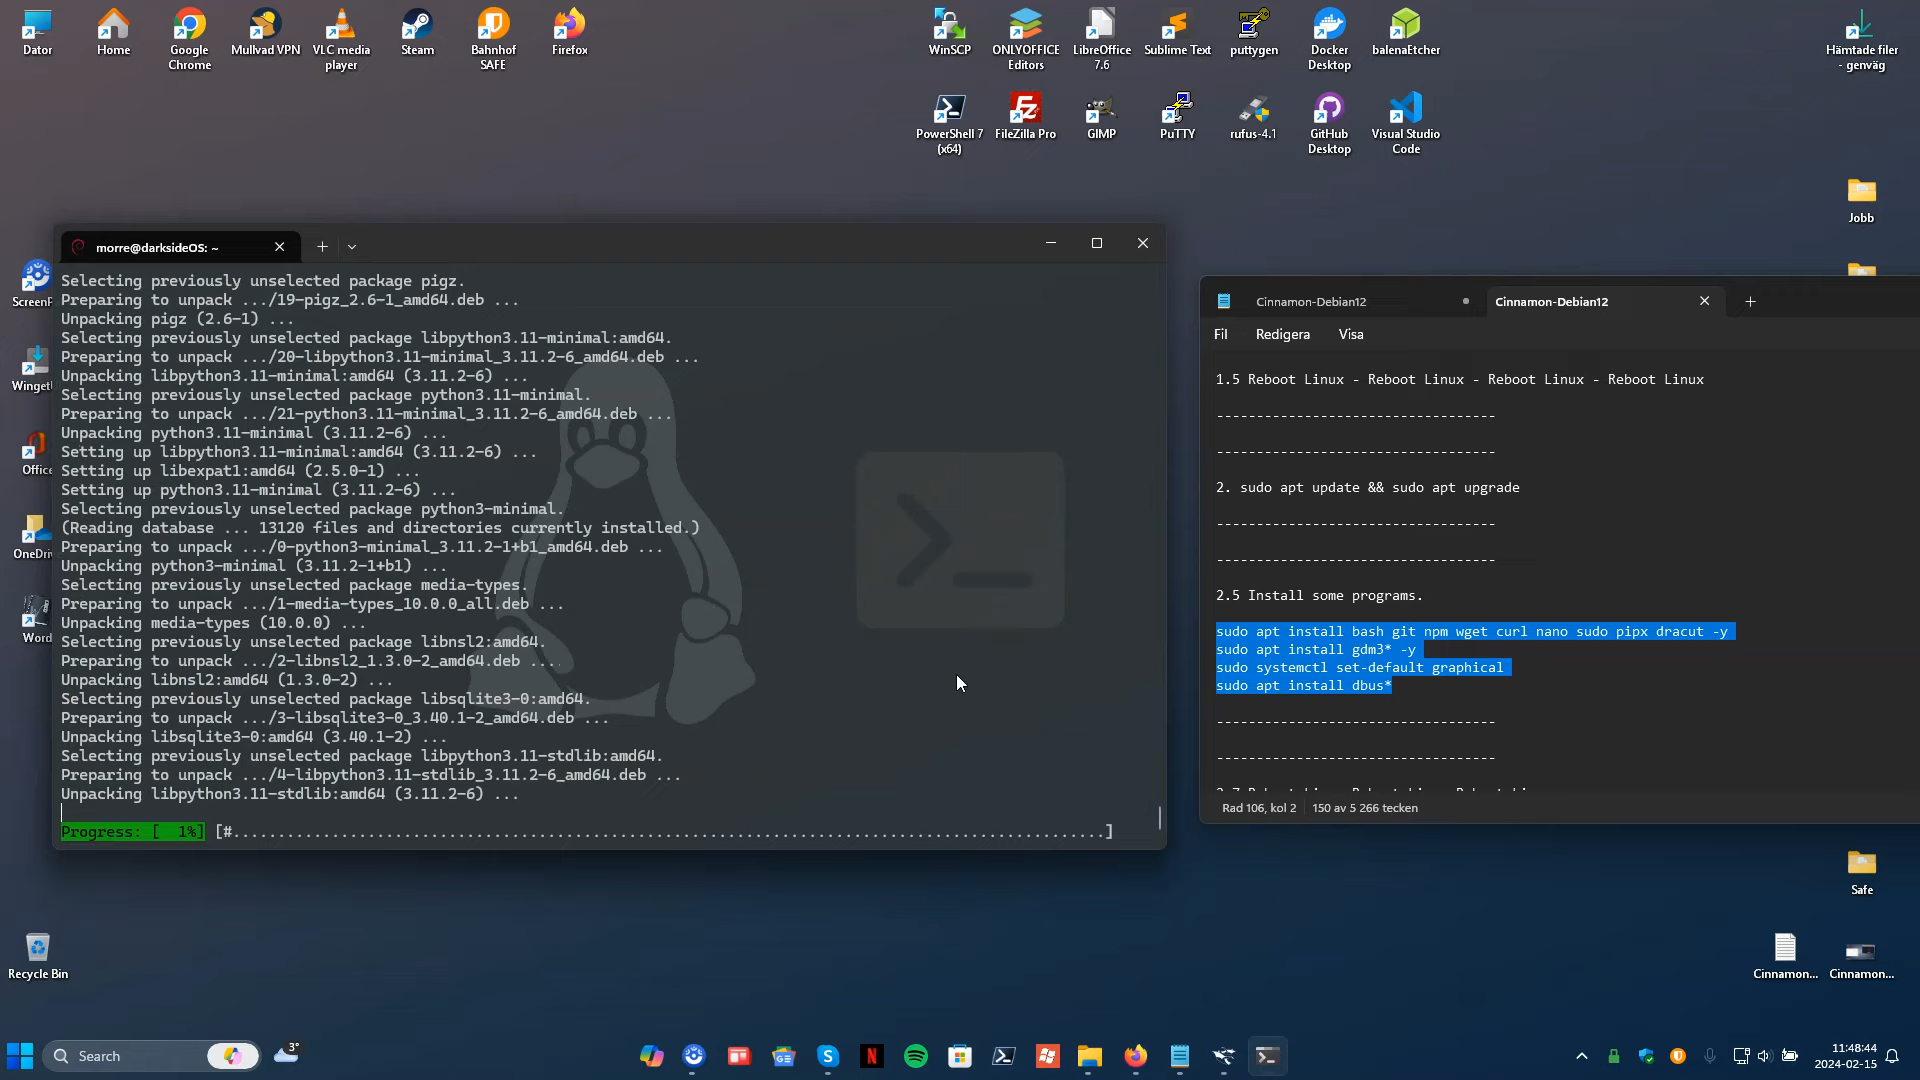 Dator
Home
Google Chrome
Mullvad VPN
VLC media player
Steam
Bahnhof SAFE
Firefox
WinSCP
ONLYOFFICE Editors
LibreOffice 7.6
Sublime Text
puttygen
Docker Desktop
balenaEtcher
Hämtade filer - genväg
PowerShell 7 (x64)
FileZilla Pro
GIMP
PuTTY
rufus-4.1
GitHub Desktop
Visual Studio Code
Jobb
ScreenP
Winget
Office
OneDriv
Word
morre@darksideOS: ~
Selecting previously unselected package pigz.
Preparing to unpack .../19-pigz_2.6-1_amd64.deb ...
Unpacking pigz (2.6-1) ...
Selecting previously unselected package libpython3.11-minimal:amd64.
Preparing to unpack .../20-libpython3.11-minimal_3.11.2-6_amd64.deb ...
Unpacking libpython3.11-minimal:amd64 (3.11.2-6) ...
Selecting previously unselected package python3.11-minimal.
Preparing to unpack .../21-python3.11-minimal_3.11.2-6_amd64.deb ...
Unpacking python3.11-minimal (3.11.2-6) ...
Setting up libpython3.11-minimal:amd64 (3.11.2-6) ...
Setting up libexpat1:amd64 (2.5.0-1) ...
Setting up python3.11-minimal (3.11.2-6) ...
Selecting previously unselected package python3-minimal.
(Reading database ... 13120 files and directories currently installed.)
Preparing to unpack .../0-python3-minimal_3.11.2-1+b1_amd64.deb ...
Unpacking python3-minimal (3.11.2-1+b1) ...
Selecting previously unselected package media-types.
Preparing to unpack .../1-media-types_10.0.0_all.deb ...
Unpacking media-types (10.0.0) ...
Selecting previously unselected package libnsl2:amd64.
Preparing to unpack .../2-libnsl2_1.3.0-2_amd64.deb ...
Unpacking libnsl2:amd64 (1.3.0-2) ...
Selecting previously unselected package libsqlite3-0:amd64.
Preparing to unpack .../3-libsqlite3-0_3.40.1-2_amd64.deb ...
Unpacking libsqlite3-0:amd64 (3.40.1-2) ...
Selecting previously unselected package libpython3.11-stdlib:amd64.
Preparing to unpack .../4-libpython3.11-stdlib_3.11.2-6_amd64.deb ...
Unpacking libpython3.11-stdlib:amd64 (3.11.2-6) ...
Progress: [  1%] [#.................................................................................................]
Cinnamon-Debian12
Cinnamon-Debian12
Fil Redigera Visa
1.5 Reboot Linux - Reboot Linux - Reboot Linux - Reboot Linux
-----------------------------------
-----------------------------------
2. sudo apt update && sudo apt upgrade
-----------------------------------
-----------------------------------
2.5 Install some programs.
sudo apt install bash git npm wget curl nano sudo pipx dracut -y
sudo apt install gdm3* -y
sudo systemctl set-default graphical
sudo apt install dbus*
-----------------------------------
-----------------------------------
Rad 106, kol 2
150 av 5 266 tecken
Safe
Cinnamon...
Cinnamon...
Recycle Bin
Search
3°
11:48:44
2024-02-15